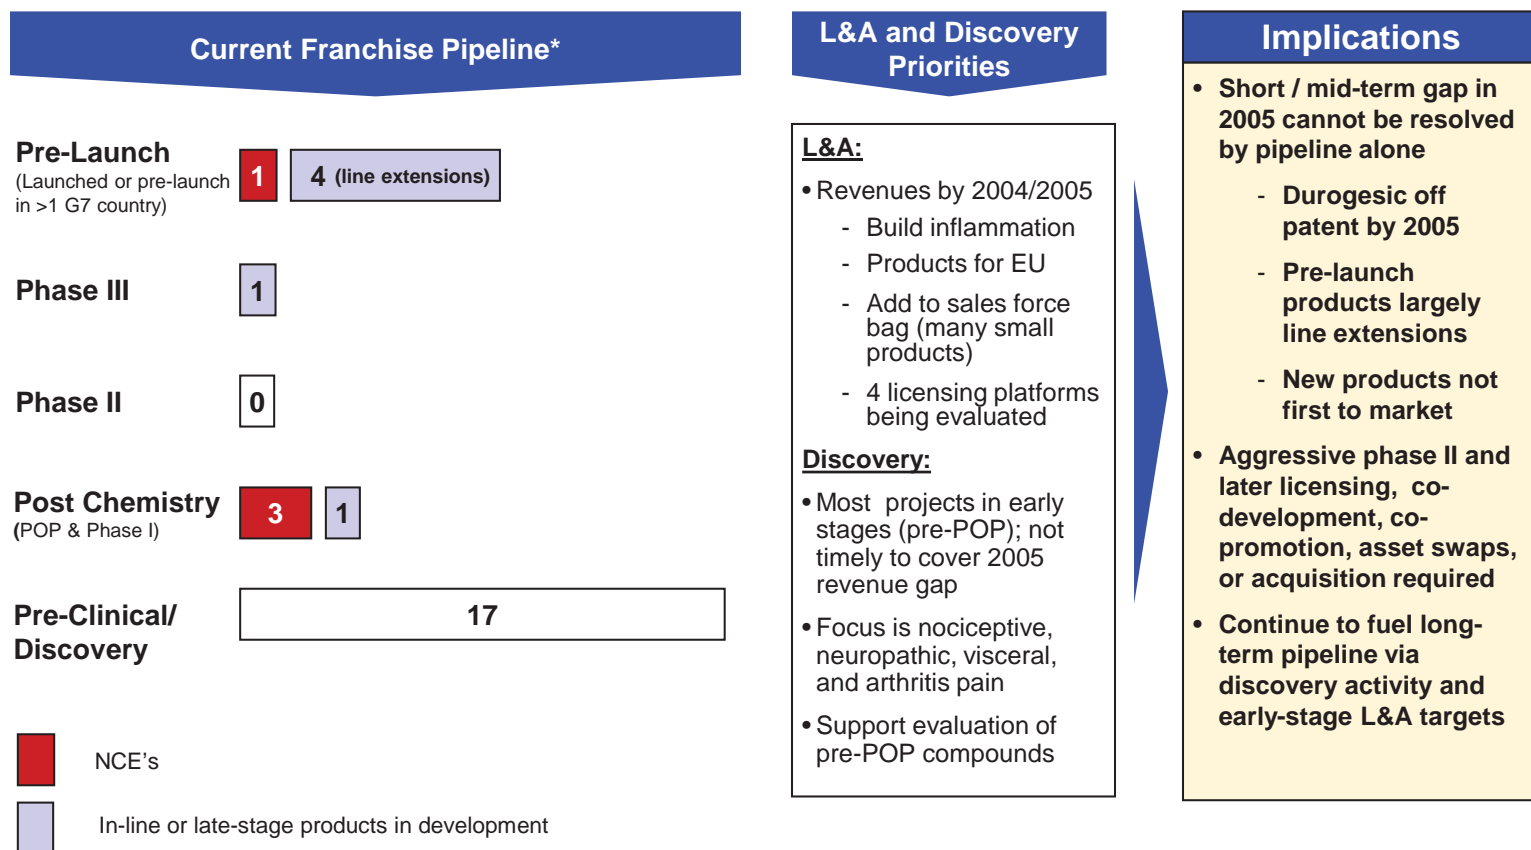 Current Franchise Pipeline*
Pre-Launch
(Launched or pre-launch
in >1 G7 country)
1
4 (line extensions)
Phase III
1
Phase II
0
Post Chemistry
(POP & Phase I)
3
1
Pre-Clinical/
Discovery
17
NCE's
In-line or late-stage products in development
L&A and Discovery
Priorities
L&A:
• Revenues by 2004/2005
- Build inflammation
- Products for EU
- Add to sales force
bag (many small
products)
- 4 licensing platforms
being evaluated
Discovery:
• Most projects in early
stages (pre-POP); not
timely to cover 2005
revenue gap
• Focus is nociceptive,
neuropathic, visceral,
and arthritis pain
• Support evaluation of
pre-POP compounds
Implications
• Short / mid-term gap in
2005 cannot be resolved
by pipeline alone
- Durogesic off
patent by 2005
- Pre-launch
products largely
line extensions
- New products not
first to market
• Aggressive phase II and
later licensing, co-
development, co-
promotion, asset swaps,
or acquisition required
• Continue to fuel long-
term pipeline via
discovery activity and
early-stage L&A targets